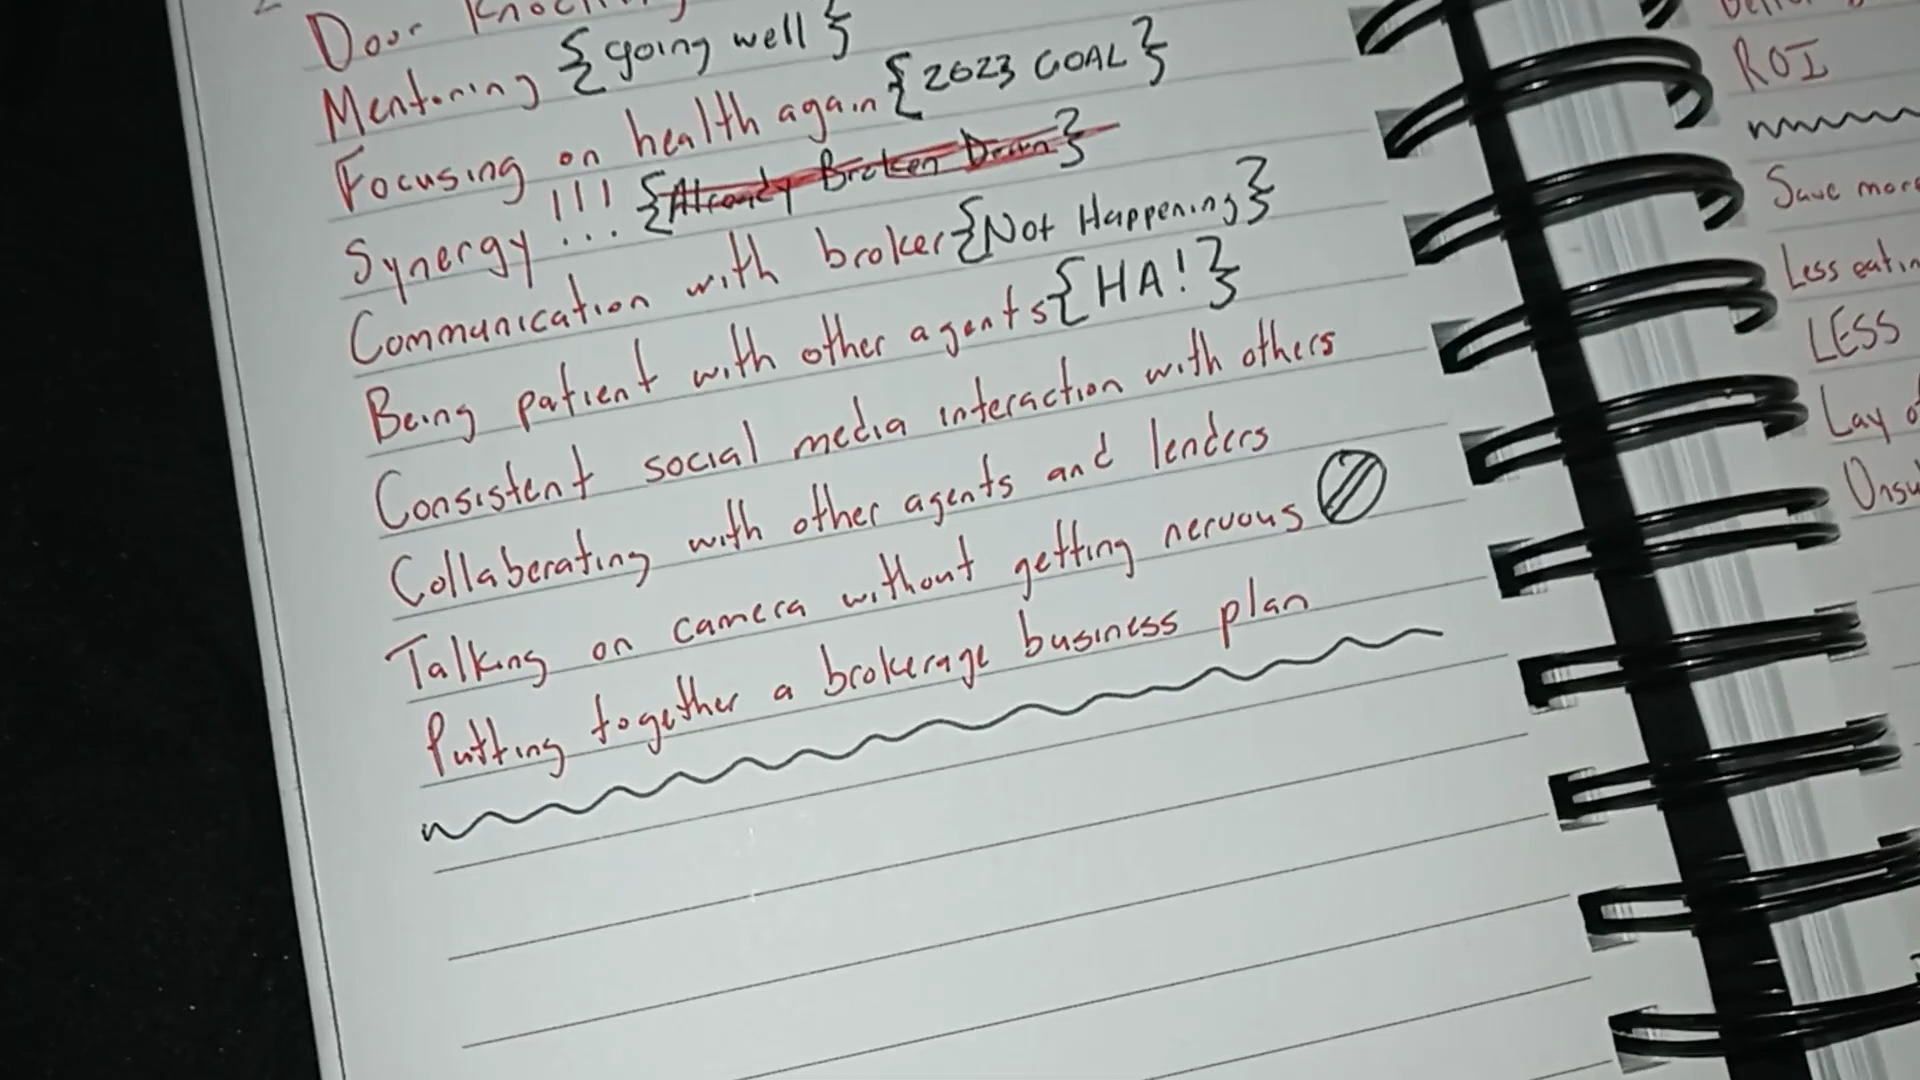 Door
Mentoring {going well}
Focusing on health again {2023 GOAL}
Synergy !!! {Already Broken Down}
Communication with broker {Not Happening}
Being patient with other agents {HA!}
Consistent social media interaction with others
Collaberating with other agents and lenders
Talking on camera without getting nervous
Putting together a brokerage business plan
ROI
Save more
Less
LESS
Lay